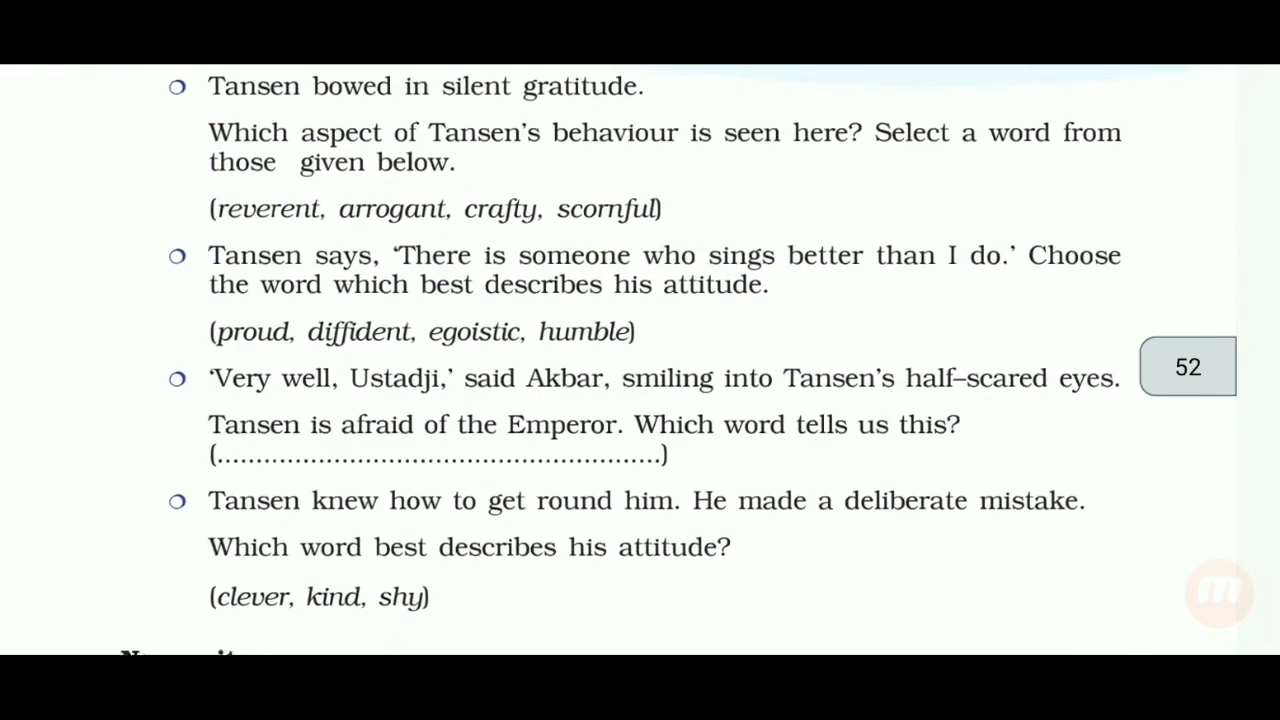 Tansen bowed in silent gratitude.
Which aspect of Tansen's behaviour is seen here? Select a word from
those given below.
(reverent, arrogant, crafty, scornful)
Tansen says, 'There is someone who sings better than I do.' Choose
the word which best describes his attitude.
(proud, diffident, egoistic, humble)
'Very well, Ustadji,' said Akbar, smiling into Tansen's half–scared eyes.
52
Tansen is afraid of the Emperor. Which word tells us this?
(..........................................................)
Tansen knew how to get round him. He made a deliberate mistake.
Which word best describes his attitude?
(clever, kind, shy)